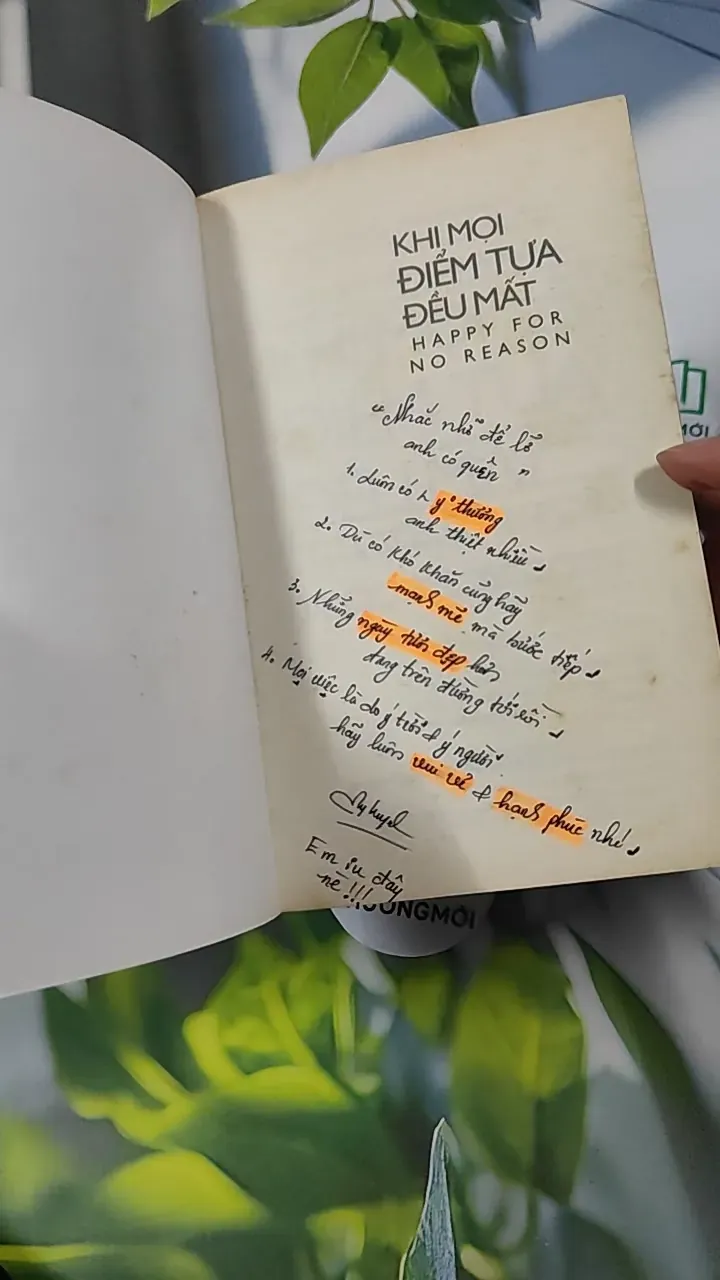 KHI MỌI
ĐIỂM TỰA
ĐỀU MẤT
HAPPY FOR
NO REASON
"Nhắc nhở để lỡ
anh có quên"
1. Luôn có 1 y thương
anh thiệt nhiều
2. Dù có khó khăn cũng hãy
mạnh mẽ mà bước tiếp
3. Những ngày tươi đẹp hơn
đang trên đường tới rồi
4. Mọi việc là do ý trời & ý người
hãy luôn vui vẻ & hạnh phúc nhé
Em iu đây
nè!!!
ƯƠNGMỚI
MỚI